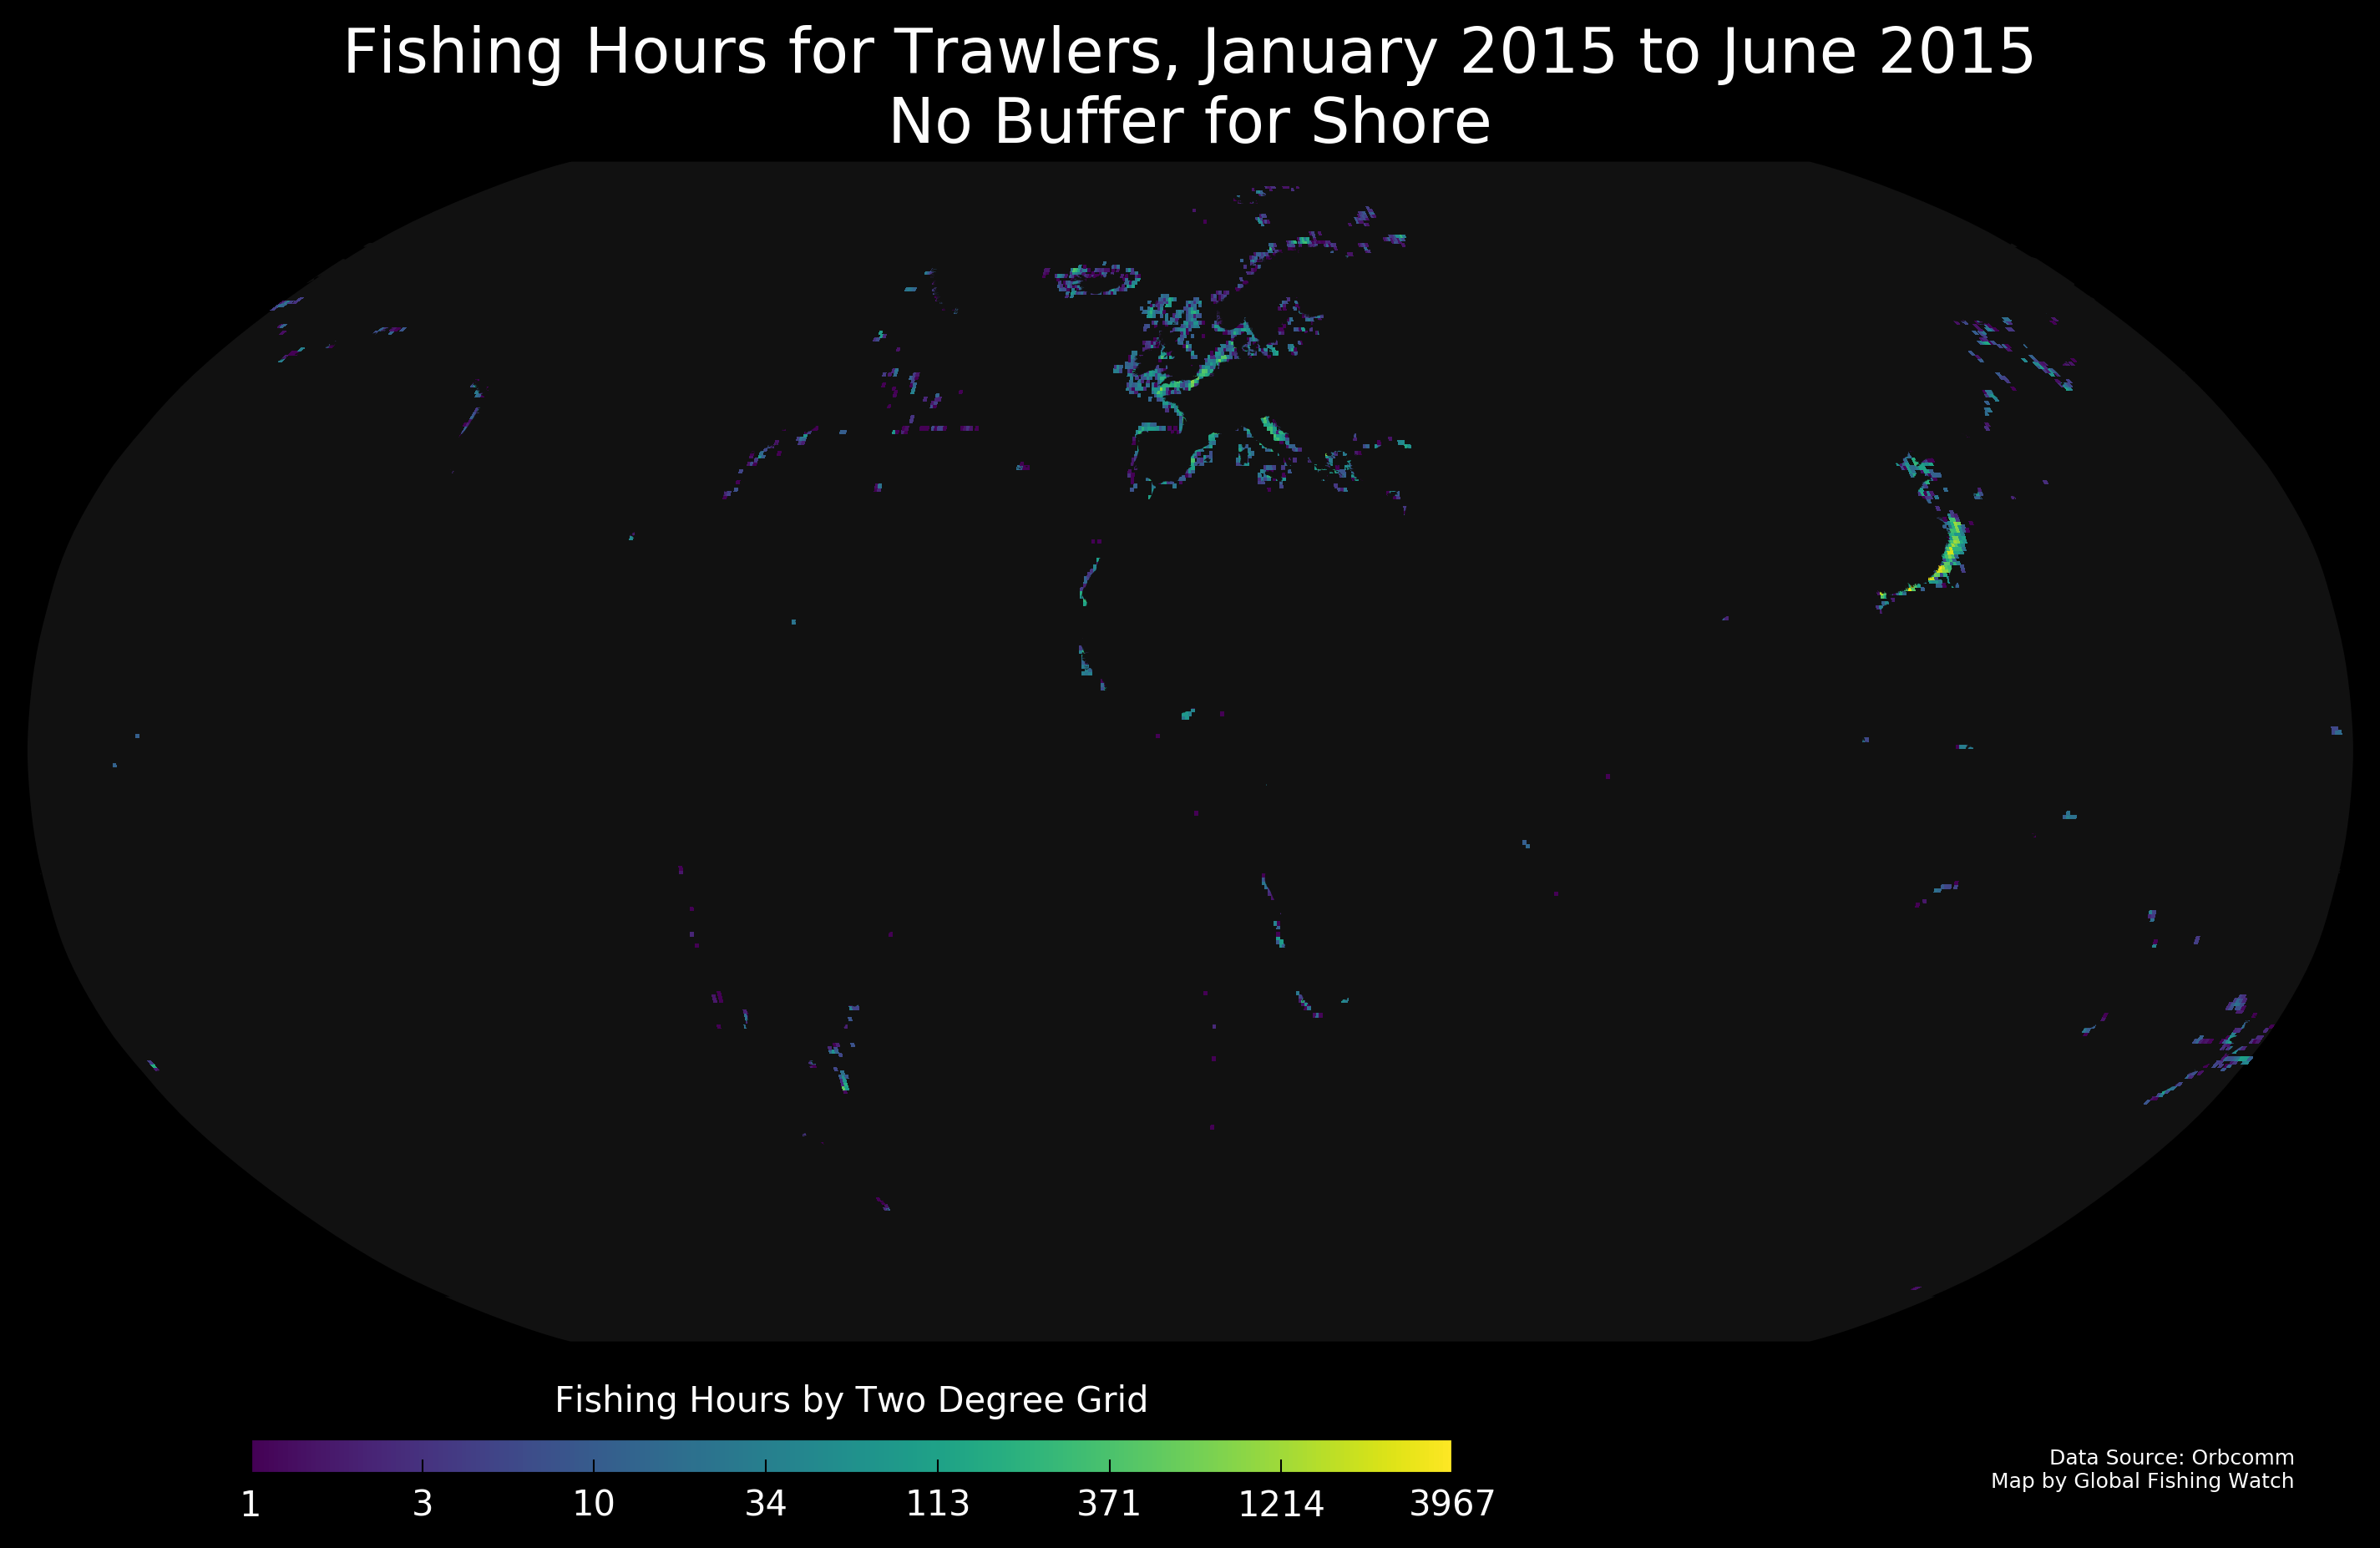 Fishing Hours for Trawlers, January 2015 to June 2015
No Buffer for Shore
Fishing Hours by Two Degree Grid
1 3 10 34 113 371 1214 3967
Data Source: Orbcomm
Map by Global Fishing Watch